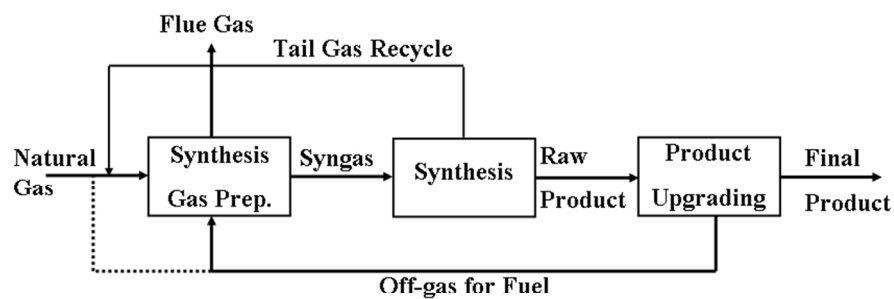 Flue Gas
Tail Gas Recycle
Natural
Gas
Synthesis
Gas Prep.
Syngas
Synthesis
Raw
Product
Product
Upgrading
Final
Product
Off-gas for Fuel